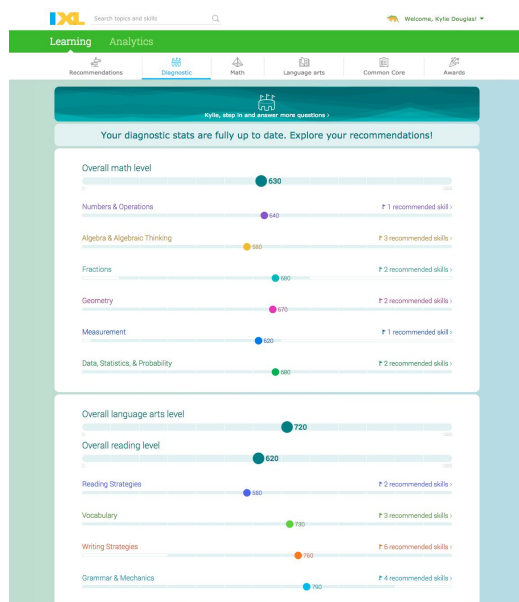 IXL
Search topics and skills
Welcome, Kylie Douglas!
Learning Analytics
Recommendations Diagnostic Math Language arts Common Core Awards
Kylie, step in and answer more questions ›
Your diagnostic stats are fully up to date. Explore your recommendations!
Overall math level
630
Numbers & Operations 1 recommended skill ›
640
Algebra & Algebraic Thinking 3 recommended skills ›
580
Fractions 2 recommended skills ›
680
Geometry 2 recommended skills ›
670
Measurement 1 recommended skill ›
620
Data, Statistics, & Probability 2 recommended skills ›
680
Overall language arts level
720
Overall reading level
620
Reading Strategies 2 recommended skills ›
580
Vocabulary 3 recommended skills ›
730
Writing Strategies 6 recommended skills ›
760
Grammar & Mechanics 4 recommended skills ›
790